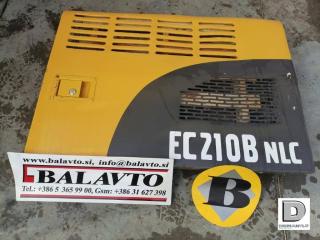 EC210B NLC
www.balavto.si, info@balavto.si
BALAVTO
Tel.: +386 5 365 99 00, Gsm: +386 31 627 398
B
D